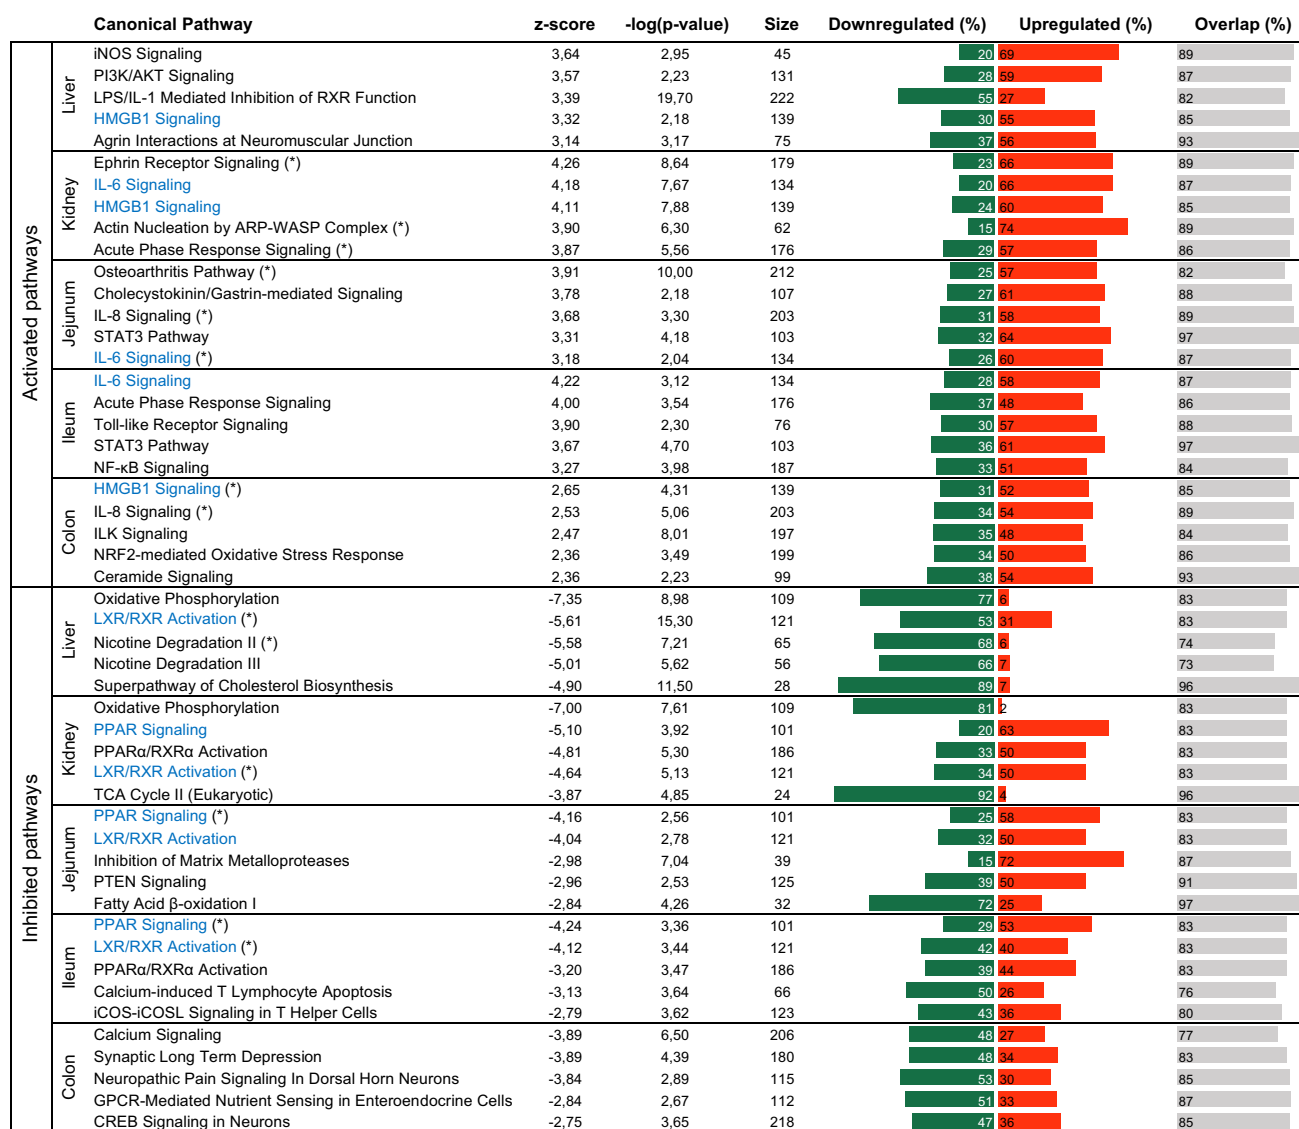 Canonical Pathway z-score -log(p-value) Size Downregulated (%) Upregulated (%) Overlap (%)
Activated pathways
Liver
iNOS Signaling 3,64 2,95 45 20 69 89
PI3K/AKT Signaling 3,57 2,23 131 28 59 87
LPS/IL-1 Mediated Inhibition of RXR Function 3,39 19,70 222 55 27 82
HMGB1 Signaling 3,32 2,18 139 30 55 85
Agrin Interactions at Neuromuscular Junction 3,14 3,17 75 37 56 93
Kidney
Ephrin Receptor Signaling (*) 4,26 8,64 179 23 66 89
IL-6 Signaling 4,18 7,67 134 20 66 87
HMGB1 Signaling 4,11 7,88 139 24 60 85
Actin Nucleation by ARP-WASP Complex (*) 3,90 6,30 62 15 74 89
Acute Phase Response Signaling (*) 3,87 5,56 176 29 57 86
Jejunum
Osteoarthritis Pathway (*) 3,91 10,00 212 25 57 82
Cholecystokinin/Gastrin-mediated Signaling 3,78 2,18 107 27 61 88
IL-8 Signaling (*) 3,68 3,30 203 31 58 89
STAT3 Pathway 3,31 4,18 103 32 64 97
IL-6 Signaling (*) 3,18 2,04 134 26 60 87
Ileum
IL-6 Signaling 4,22 3,12 134 28 58 87
Acute Phase Response Signaling 4,00 3,54 176 37 48 86
Toll-like Receptor Signaling 3,90 2,30 76 30 57 88
STAT3 Pathway 3,67 4,70 103 36 61 97
NF-κB Signaling 3,27 3,98 187 33 51 84
Colon
HMGB1 Signaling (*) 2,65 4,31 139 31 52 85
IL-8 Signaling (*) 2,53 5,06 203 34 54 89
ILK Signaling 2,47 8,01 197 35 48 84
NRF2-mediated Oxidative Stress Response 2,36 3,49 199 34 50 86
Ceramide Signaling 2,36 2,23 99 38 54 93
Inhibited pathways
Liver
Oxidative Phosphorylation -7,35 8,98 109 77 6 83
LXR/RXR Activation (*) -5,61 15,30 121 53 31 83
Nicotine Degradation II (*) -5,58 7,21 65 68 6 74
Nicotine Degradation III -5,01 5,62 56 66 7 73
Superpathway of Cholesterol Biosynthesis -4,90 11,50 28 89 7 96
Kidney
Oxidative Phosphorylation -7,00 7,61 109 81 2 83
PPAR Signaling -5,10 3,92 101 20 63 83
PPARα/RXRα Activation -4,81 5,30 186 33 50 83
LXR/RXR Activation (*) -4,64 5,13 121 34 50 83
TCA Cycle II (Eukaryotic) -3,87 4,85 24 92 4 96
Jejunum
PPAR Signaling (*) -4,16 2,56 101 25 58 83
LXR/RXR Activation -4,04 2,78 121 32 50 83
Inhibition of Matrix Metalloproteases -2,98 7,04 39 15 72 87
PTEN Signaling -2,96 2,53 125 39 50 91
Fatty Acid β-oxidation I -2,84 4,26 32 72 25 97
Ileum
PPAR Signaling (*) -4,24 3,36 101 29 53 83
LXR/RXR Activation (*) -4,12 3,44 121 42 40 83
PPARα/RXRα Activation -3,20 3,47 186 39 44 83
Calcium-induced T Lymphocyte Apoptosis -3,13 3,64 66 50 26 76
iCOS-iCOSL Signaling in T Helper Cells -2,79 3,62 123 43 36 80
Colon
Calcium Signaling -3,89 6,50 206 48 27 77
Synaptic Long Term Depression -3,89 4,39 180 48 34 83
Neuropathic Pain Signaling In Dorsal Horn Neurons -3,84 2,89 115 53 30 85
GPCR-Mediated Nutrient Sensing in Enteroendocrine Cells -2,84 2,67 112 51 33 87
CREB Signaling in Neurons -2,75 3,65 218 47 36 85